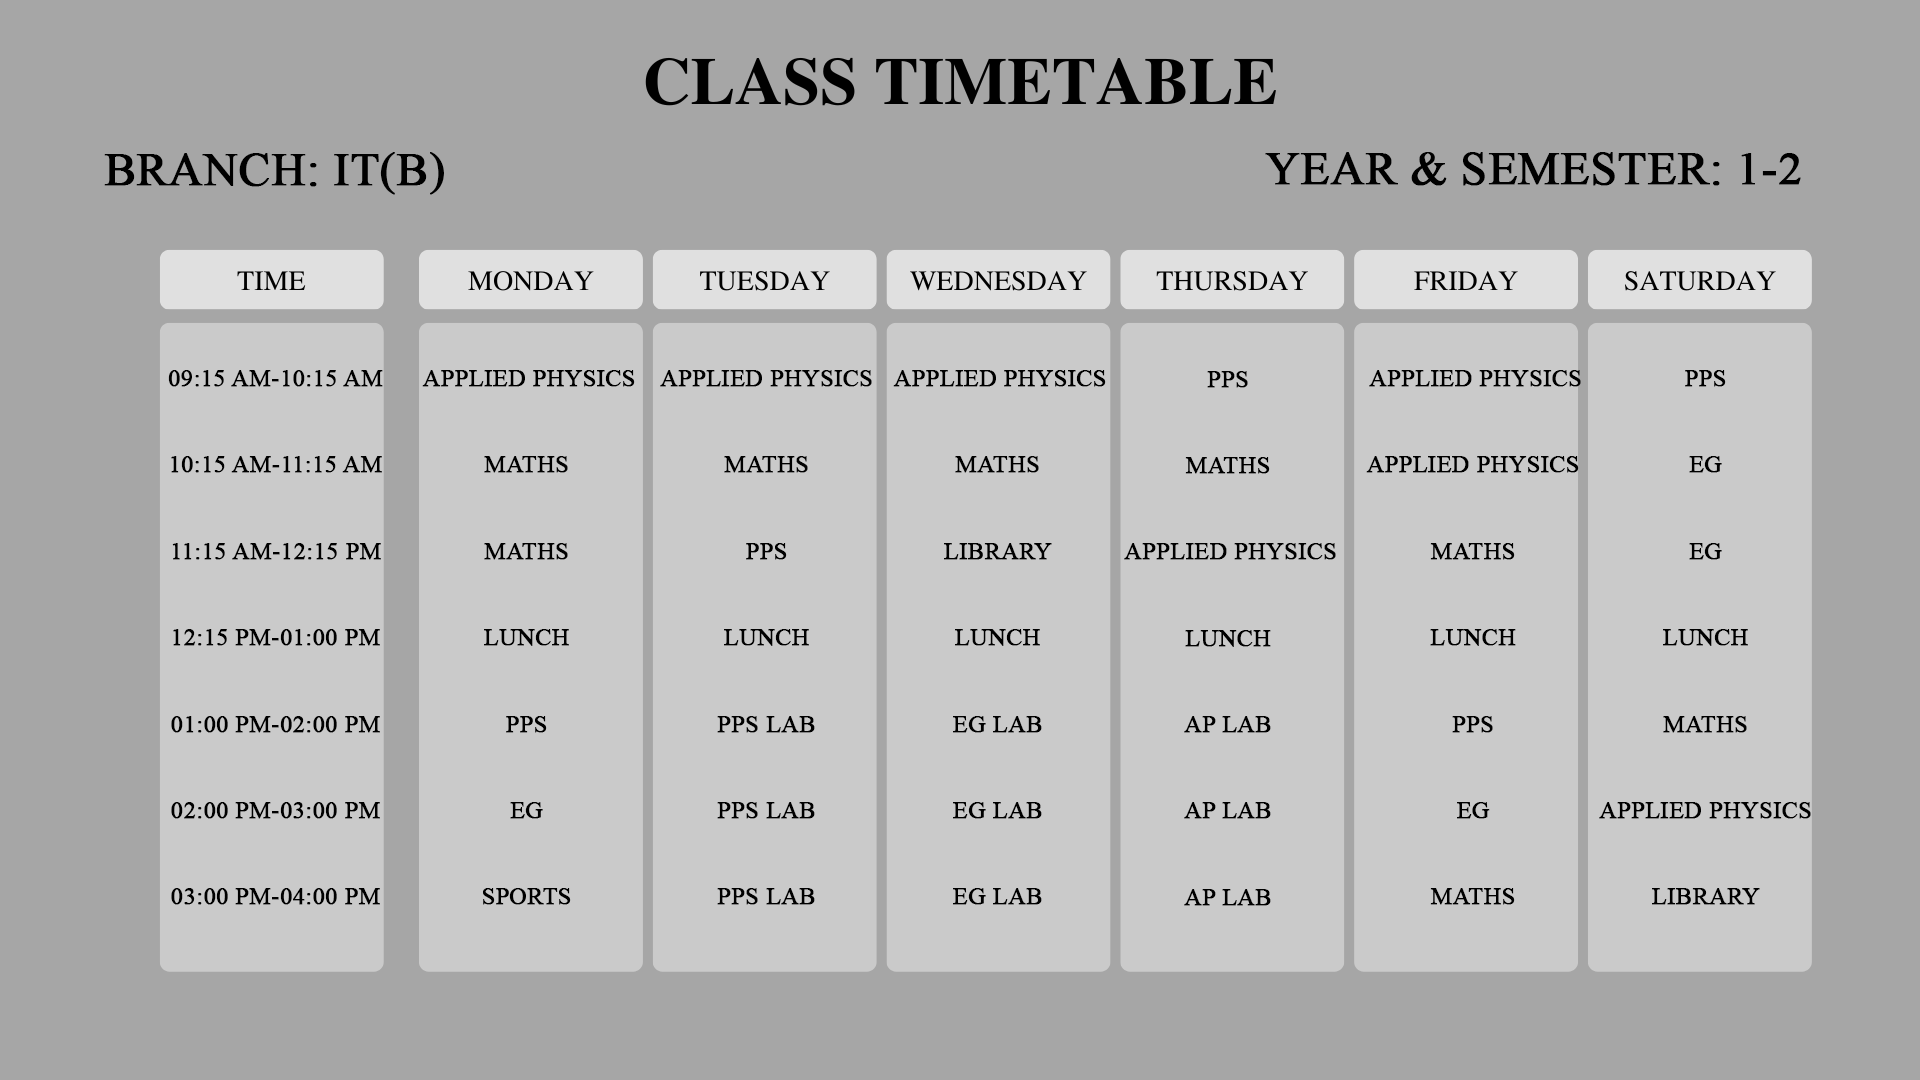 CLASS TIMETABLE
BRANCH: IT(B) YEAR & SEMESTER: 1-2
TIME MONDAY TUESDAY WEDNESDAY THURSDAY FRIDAY SATURDAY
09:15 AM-10:15 AM APPLIED PHYSICS APPLIED PHYSICS APPLIED PHYSICS PPS APPLIED PHYSICS PPS
10:15 AM-11:15 AM MATHS MATHS MATHS MATHS APPLIED PHYSICS EG
11:15 AM-12:15 PM MATHS PPS LIBRARY APPLIED PHYSICS MATHS EG
12:15 PM-01:00 PM LUNCH LUNCH LUNCH LUNCH LUNCH LUNCH
01:00 PM-02:00 PM PPS PPS LAB EG LAB AP LAB PPS MATHS
02:00 PM-03:00 PM EG PPS LAB EG LAB AP LAB EG APPLIED PHYSICS
03:00 PM-04:00 PM SPORTS PPS LAB EG LAB AP LAB MATHS LIBRARY